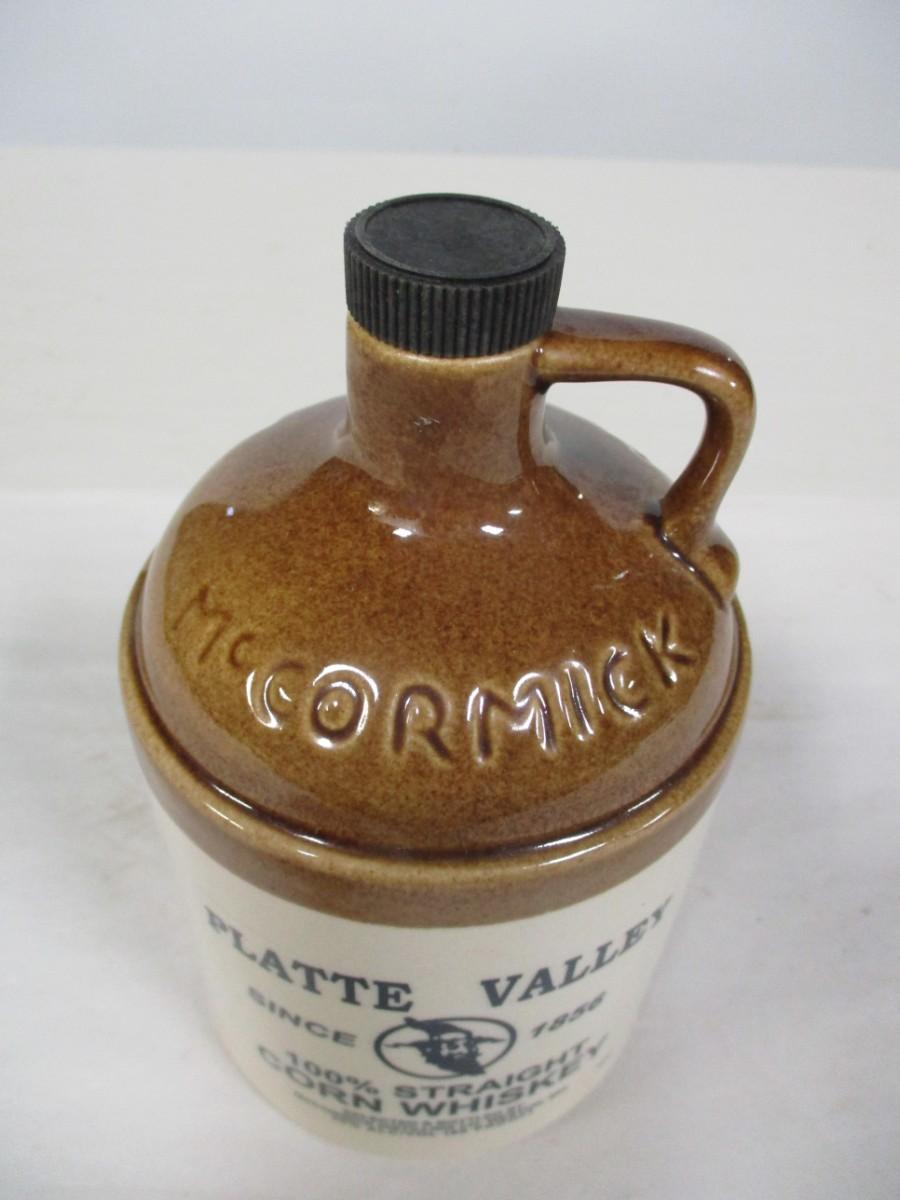 McCORMICK
PLATTE VALLEY
SINCE 1856
100% STRAIGHT
CORN WHISKEY